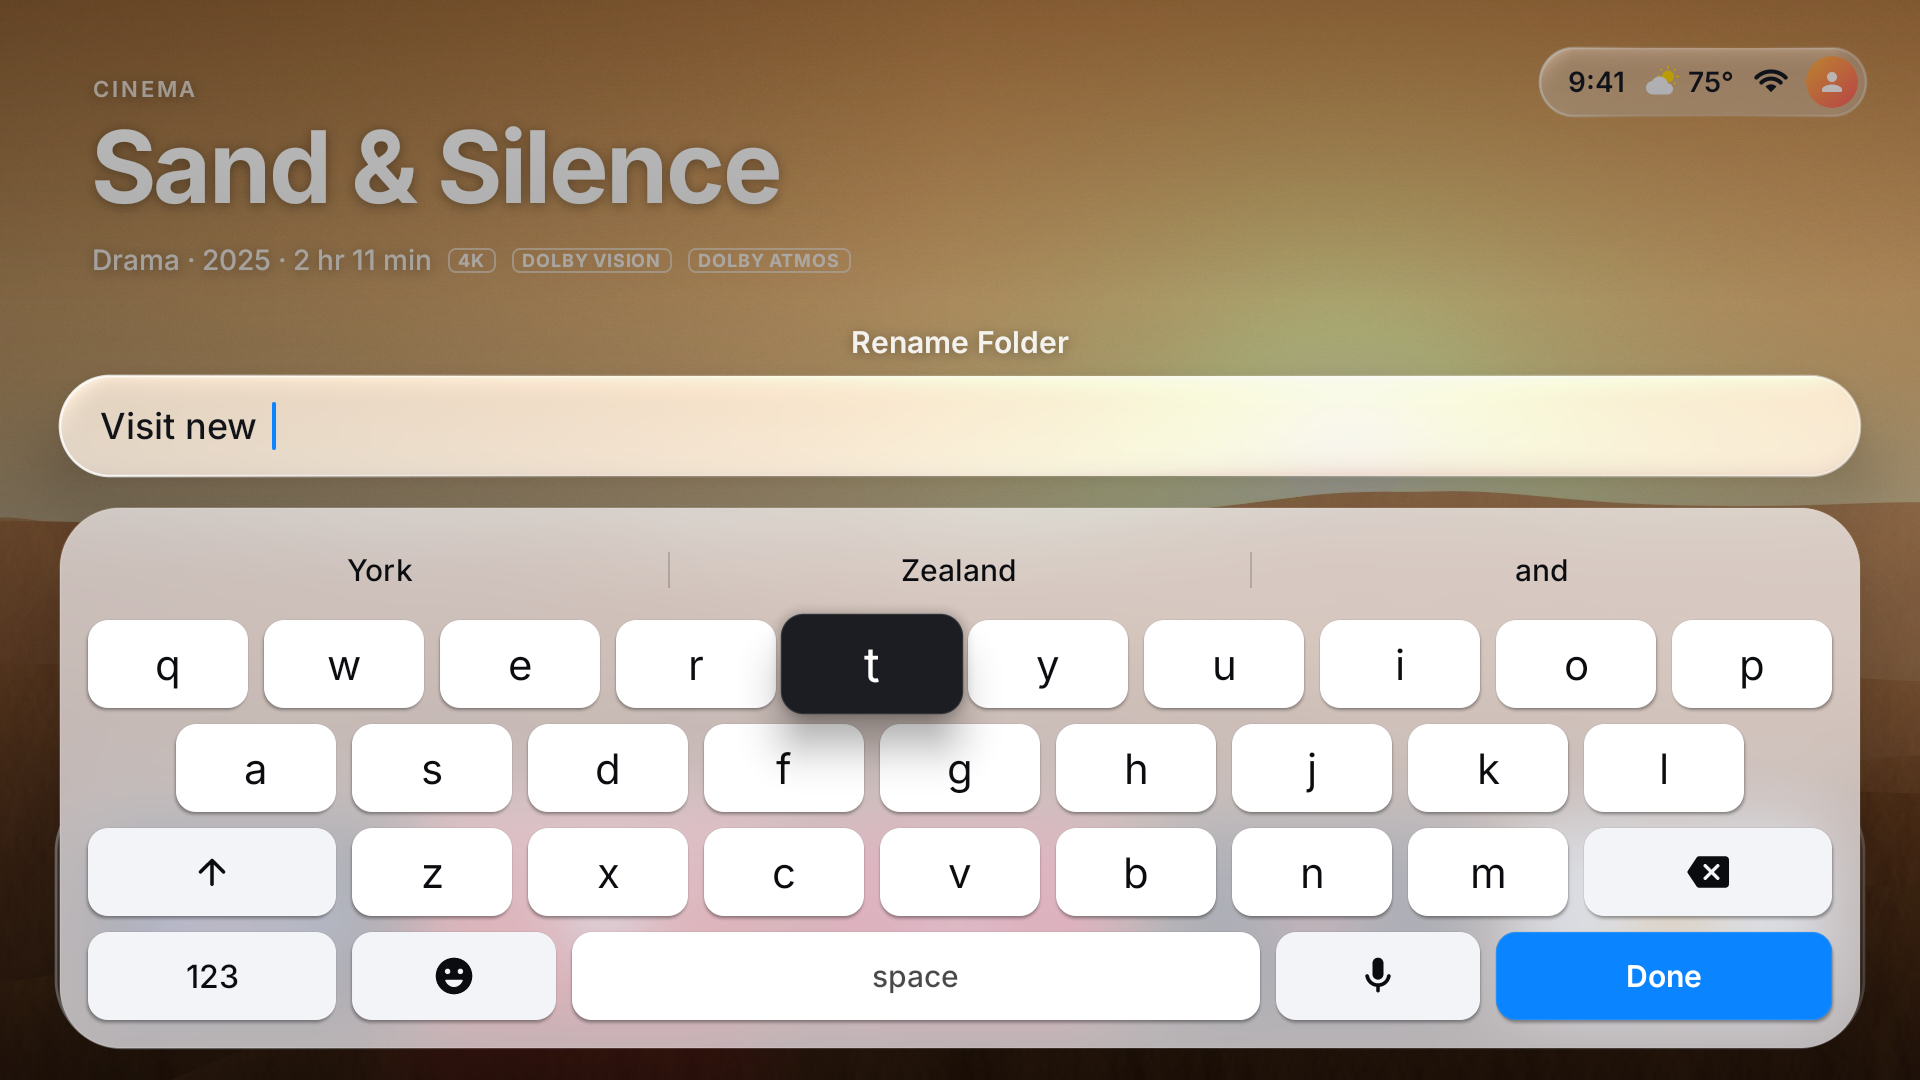 CINEMA
Sand & Silence
Drama · 2025 · 2 hr 11 min 4K DOLBY VISION DOLBY ATMOS
9:41 75°
Rename Folder
Visit new
York Zealand and
q w e r t y u i o p
a s d f g h j k l
z x c v b n m
123 space Done